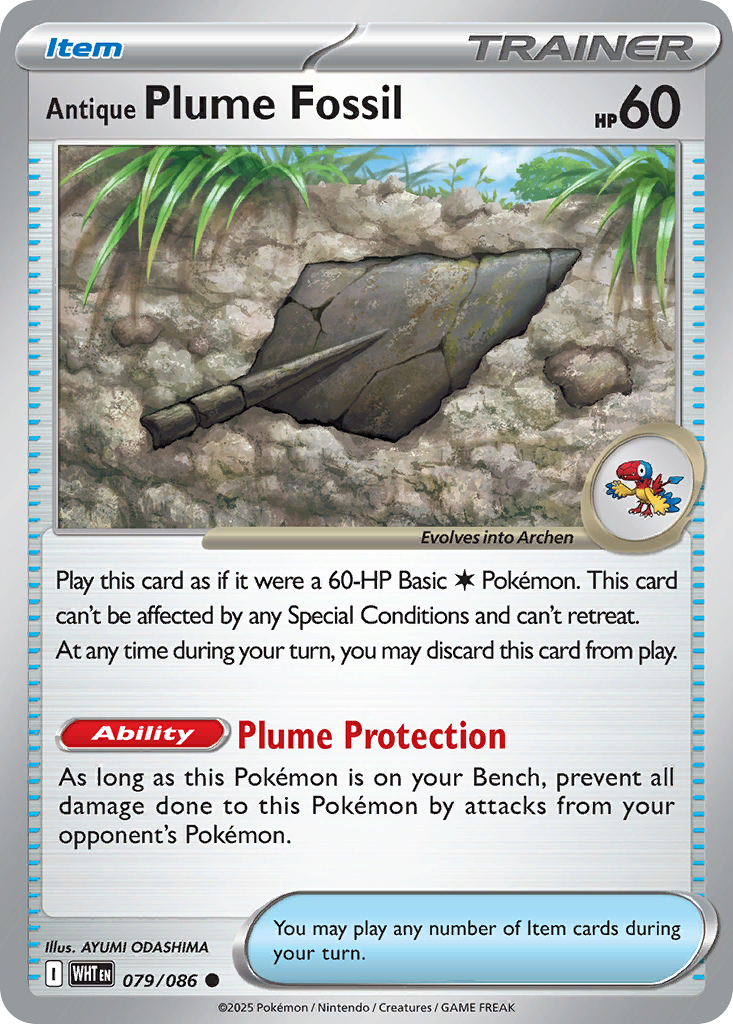 Item
TRAINER
Antique Plume Fossil
HP 60
Evolves into Archen
Play this card as if it were a 60-HP Basic Pokémon. This card
can't be affected by any Special Conditions and can't retreat.
At any time during your turn, you may discard this card from play.
Ability Plume Protection
As long as this Pokémon is on your Bench, prevent all
damage done to this Pokémon by attacks from your
opponent's Pokémon.
You may play any number of Item cards during
your turn.
Illus. AYUMI ODASHIMA
I WHT EN 079/086
©2025 Pokémon / Nintendo / Creatures / GAME FREAK